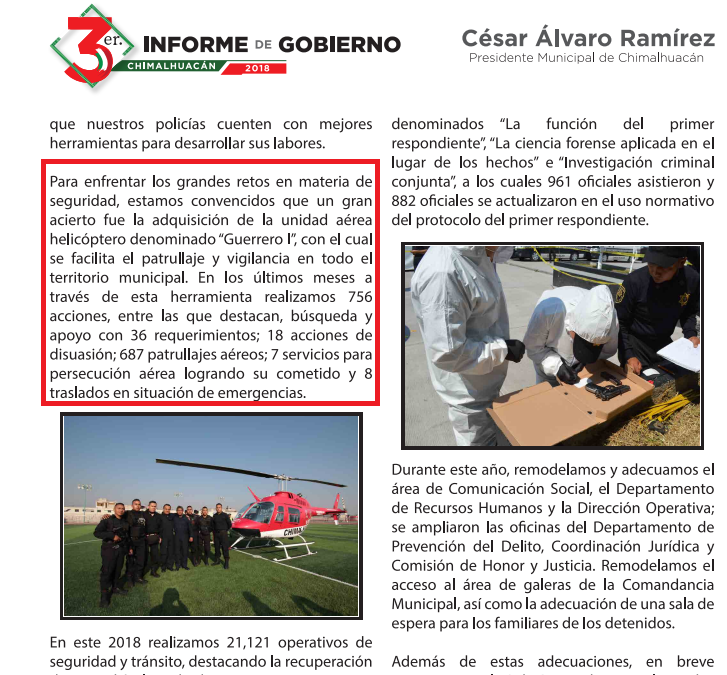 3er.
INFORME DE GOBIERNO
CHIMALHUACÁN 2018
César Álvaro Ramírez
Presidente Municipal de Chimalhuacán
que nuestros policías cuenten con mejores
herramientas para desarrollar sus labores.
Para enfrentar los grandes retos en materia de
seguridad, estamos convencidos que un gran
acierto fue la adquisición de la unidad aérea
helicóptero denominado “Guerrero I”, con el cual
se facilita el patrullaje y vigilancia en todo el
territorio municipal. En los últimos meses a
través de esta herramienta realizamos 756
acciones, entre las que destacan, búsqueda y
apoyo con 36 requerimientos; 18 acciones de
disuasión; 687 patrullajes aéreos; 7 servicios para
persecución aérea logrando su cometido y 8
traslados en situación de emergencias.
CHIMA
En este 2018 realizamos 21,121 operativos de
seguridad y tránsito, destacando la recuperación
denominados “La función del primer
respondiente”, “La ciencia forense aplicada en el
lugar de los hechos” e “Investigación criminal
conjunta”, a los cuales 961 oficiales asistieron y
882 oficiales se actualizaron en el uso normativo
del protocolo del primer respondiente.
Durante este año, remodelamos y adecuamos el
área de Comunicación Social, el Departamento
de Recursos Humanos y la Dirección Operativa;
se ampliaron las oficinas del Departamento de
Prevención del Delito, Coordinación Jurídica y
Comisión de Honor y Justicia. Remodelamos el
acceso al área de galeras de la Comandancia
Municipal, así como la adecuación de una sala de
espera para los familiares de los detenidos.
Además de estas adecuaciones, en breve